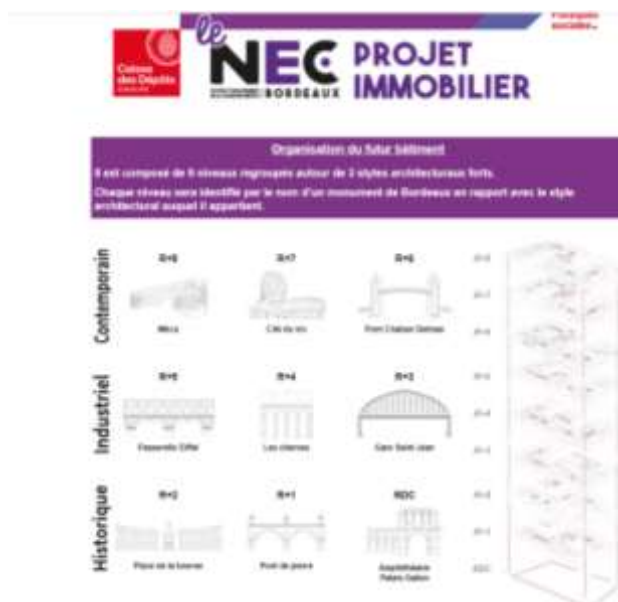 le
NEC
BORDEAUX
PROJET
IMMOBILIER
Caisse
des Dépôts
Organisation du futur bâtiment
Il est composé de 9 niveaux regroupés autour de 3 styles architecturaux forts.
Chaque niveau sera identifié par le nom d'un monument de Bordeaux en rapport avec le style
architectural auquel il appartient.
Contemporain
R+8
R+7
R+6
Méca
Cité du vin
Pont Chaban Delmas
Industriel
R+5
R+4
R+3
Passerelle Eiffel
Les citernes
Gare Saint Jean
Historique
R+2
R+1
RDC
Place de la bourse
Pont de pierre
Amphithéâtre
Palais Gallien